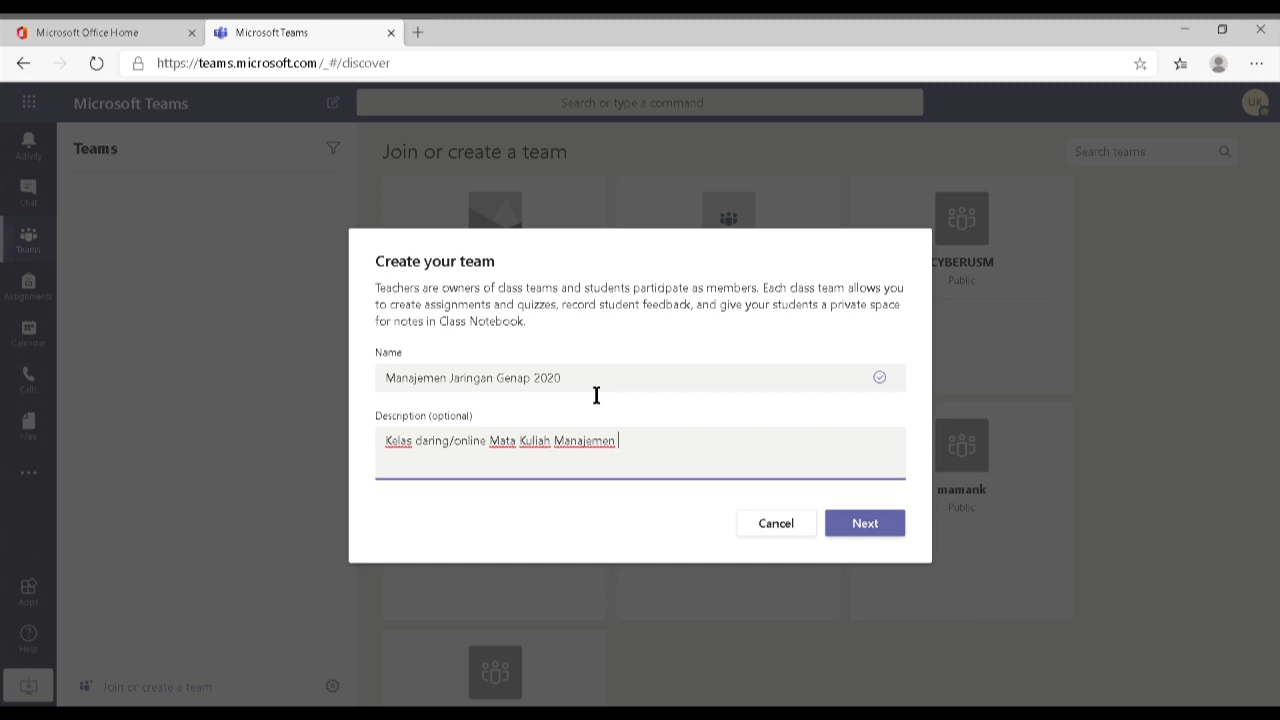 Microsoft Office Home
Microsoft Teams
https://teams.microsoft.com/_#/discover
Microsoft Teams
Search or type a command
UK
Activity
Chat
Teams
Assignments
Calendar
Calls
Files
Apps
Help
Teams
Join or create a team
Join or create a team
Search teams
CYBERUSM
Public
mamank
Public
Create your team
Teachers are owners of class teams and students participate as members. Each class team allows you
to create assignments and quizzes, record student feedback, and give your students a private space
for notes in Class Notebook.
Name
Manajemen Jaringan Genap 2020
Description (optional)
Kelas daring/online Mata Kuliah Manajemen
Cancel
Next